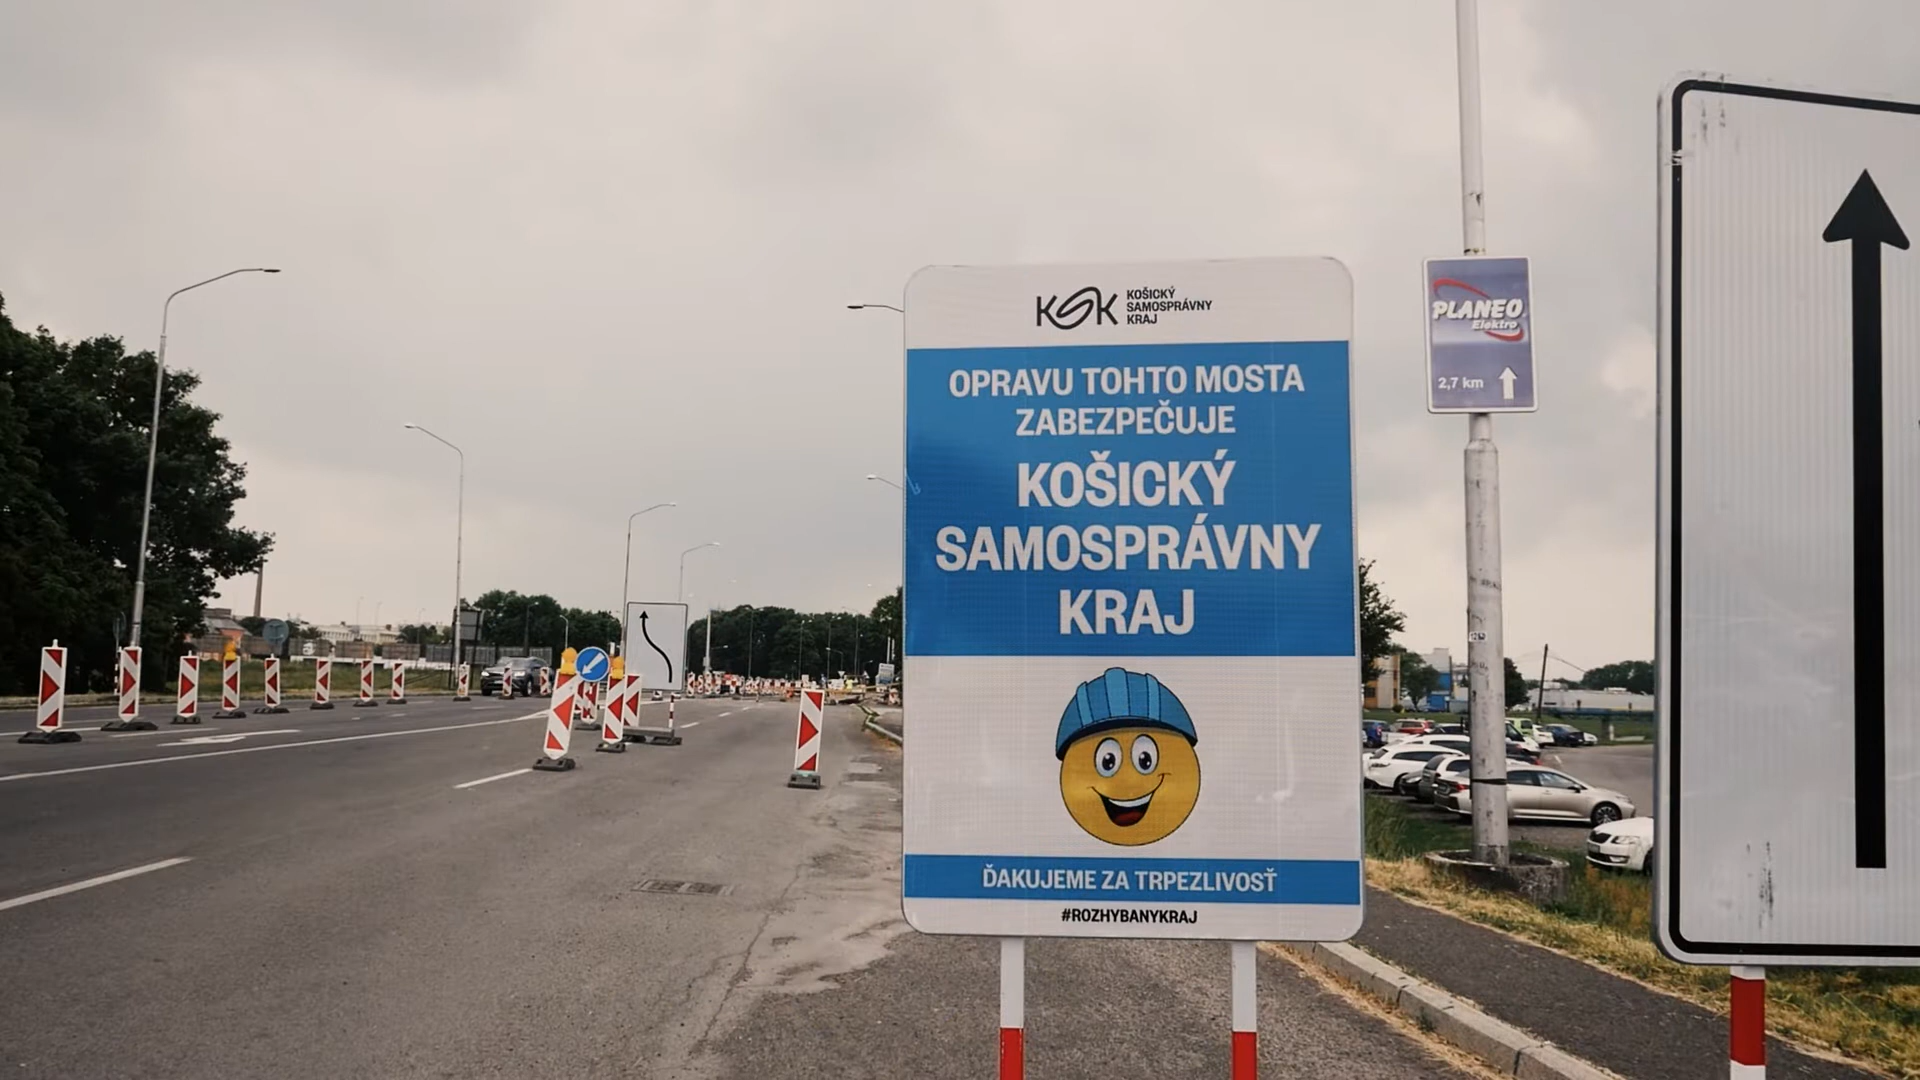 KSK KOŠICKÝ
SAMOSPRÁVNY
KRAJ
OPRAVU TOHTO MOSTA
ZABEZPEČUJE
KOŠICKÝ
SAMOSPRÁVNY
KRAJ
ĎAKUJEME ZA TRPEZLIVOSŤ
#ROZHYBANYKRAJ
PLANEO
Elektro
2,7 km